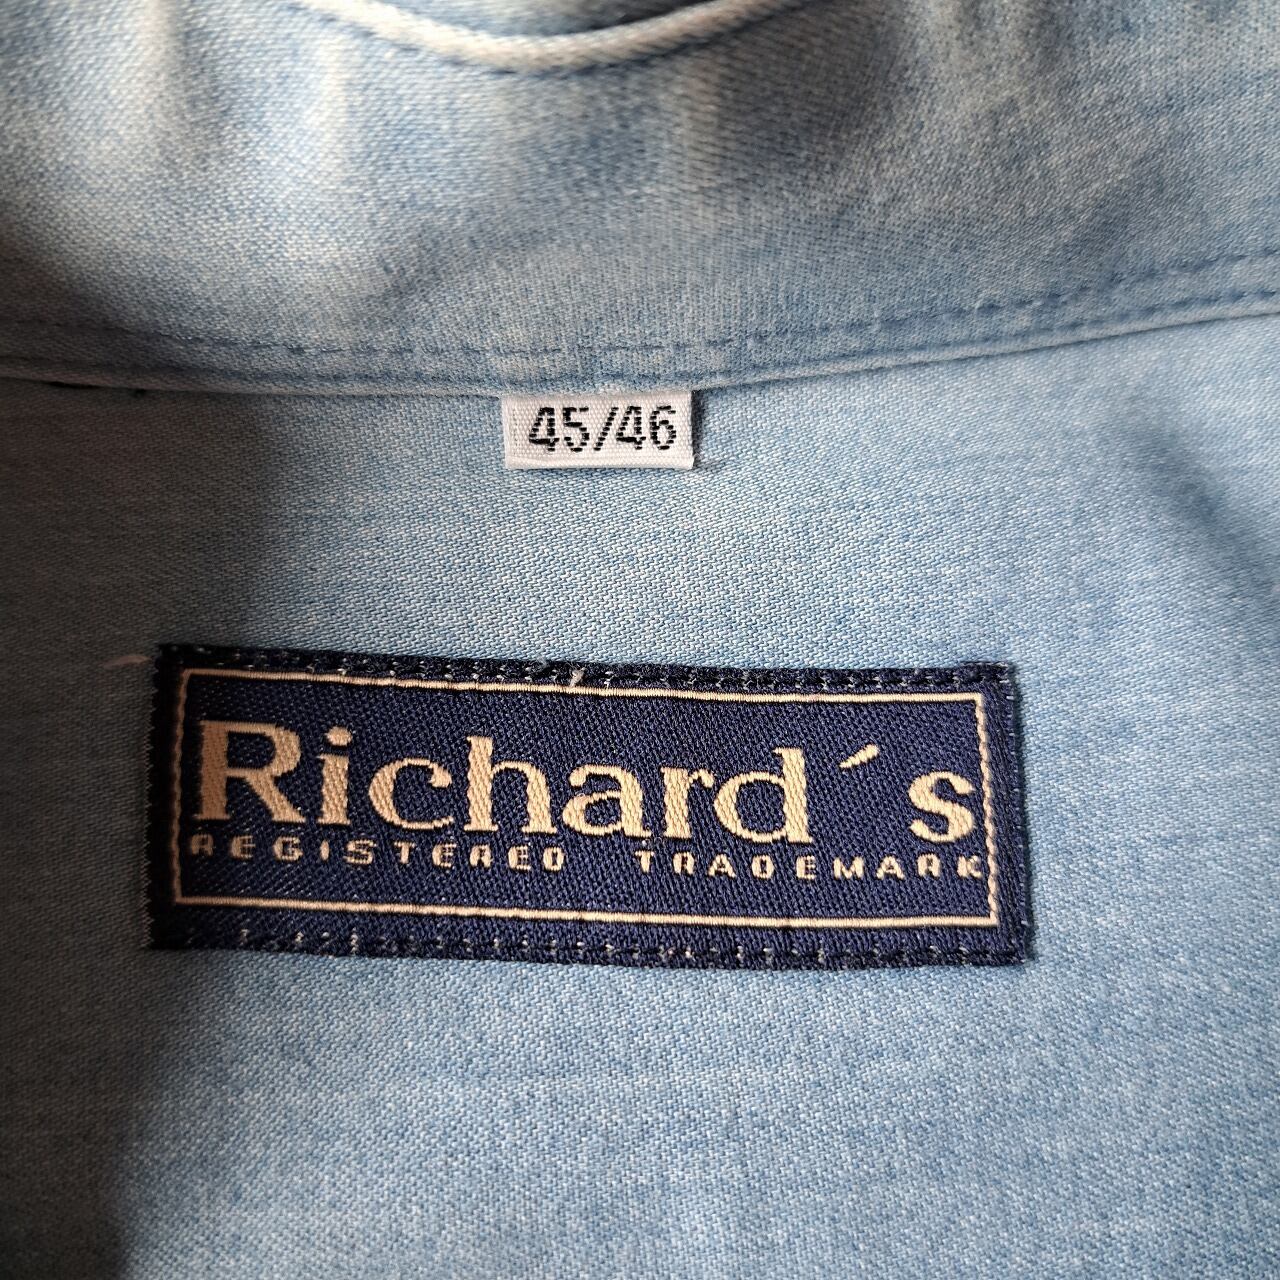 45/46
Richard´s
REGISTERED TRADEMARK